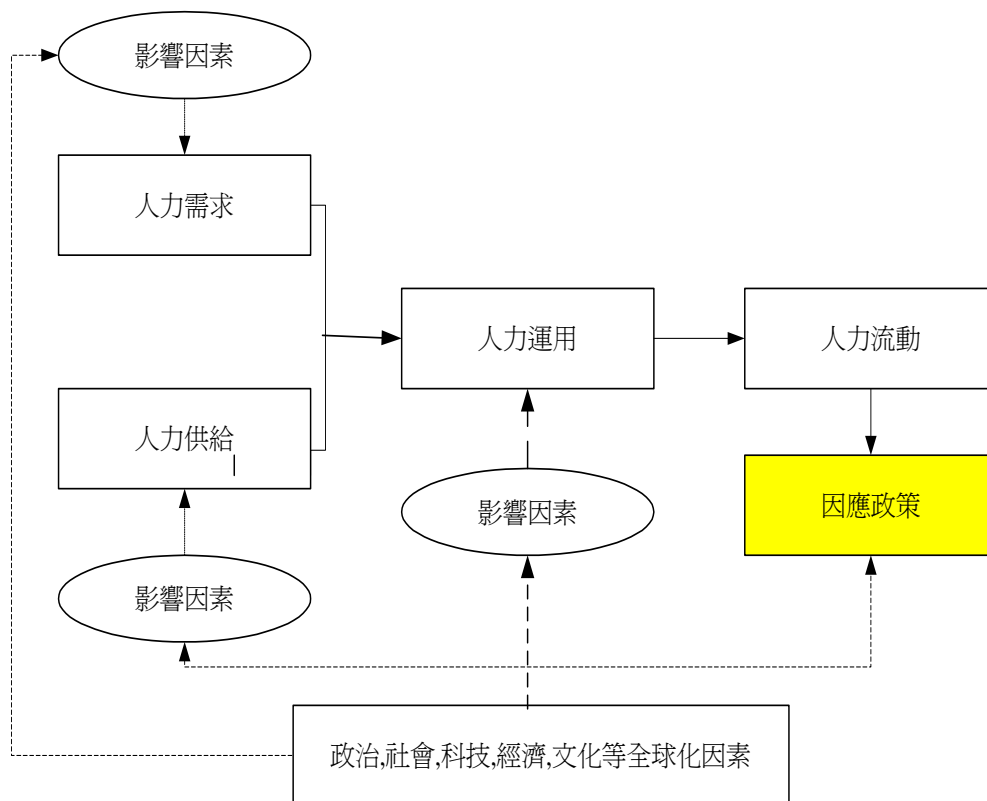 影響因素
人力需求
人力運用
人力流動
人力供給
影響因素
因應政策
影響因素
政治,社會,科技,經濟,文化等全球化因素